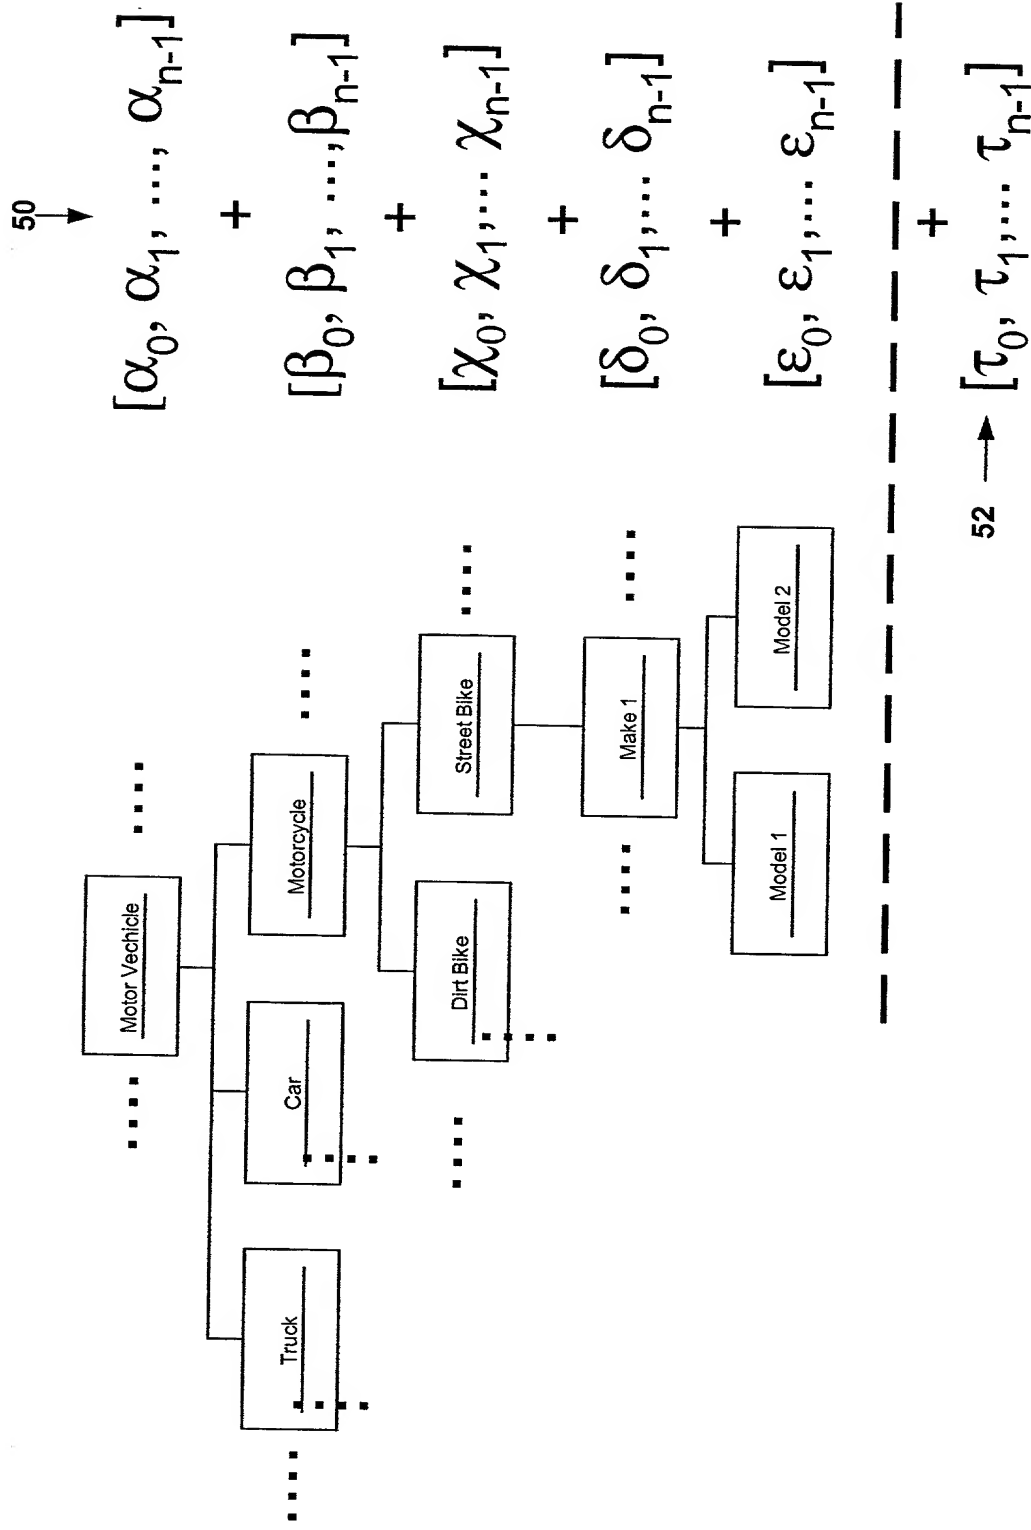 50
Motor Vechicle
[α0, α1, ...., αn-1]
+
Truck
Car
Motorcycle
[β0, β1, ....,βn-1]
+
Dirt Bike
Street Bike
[χ0, χ1,.... χn-1]
+
Make 1
[δ0, δ1,.... δn-1]
+
Model 1
Model 2
[ε0, ε1,.... εn-1]
+
52
[τ0, τ1,.... τn-1]